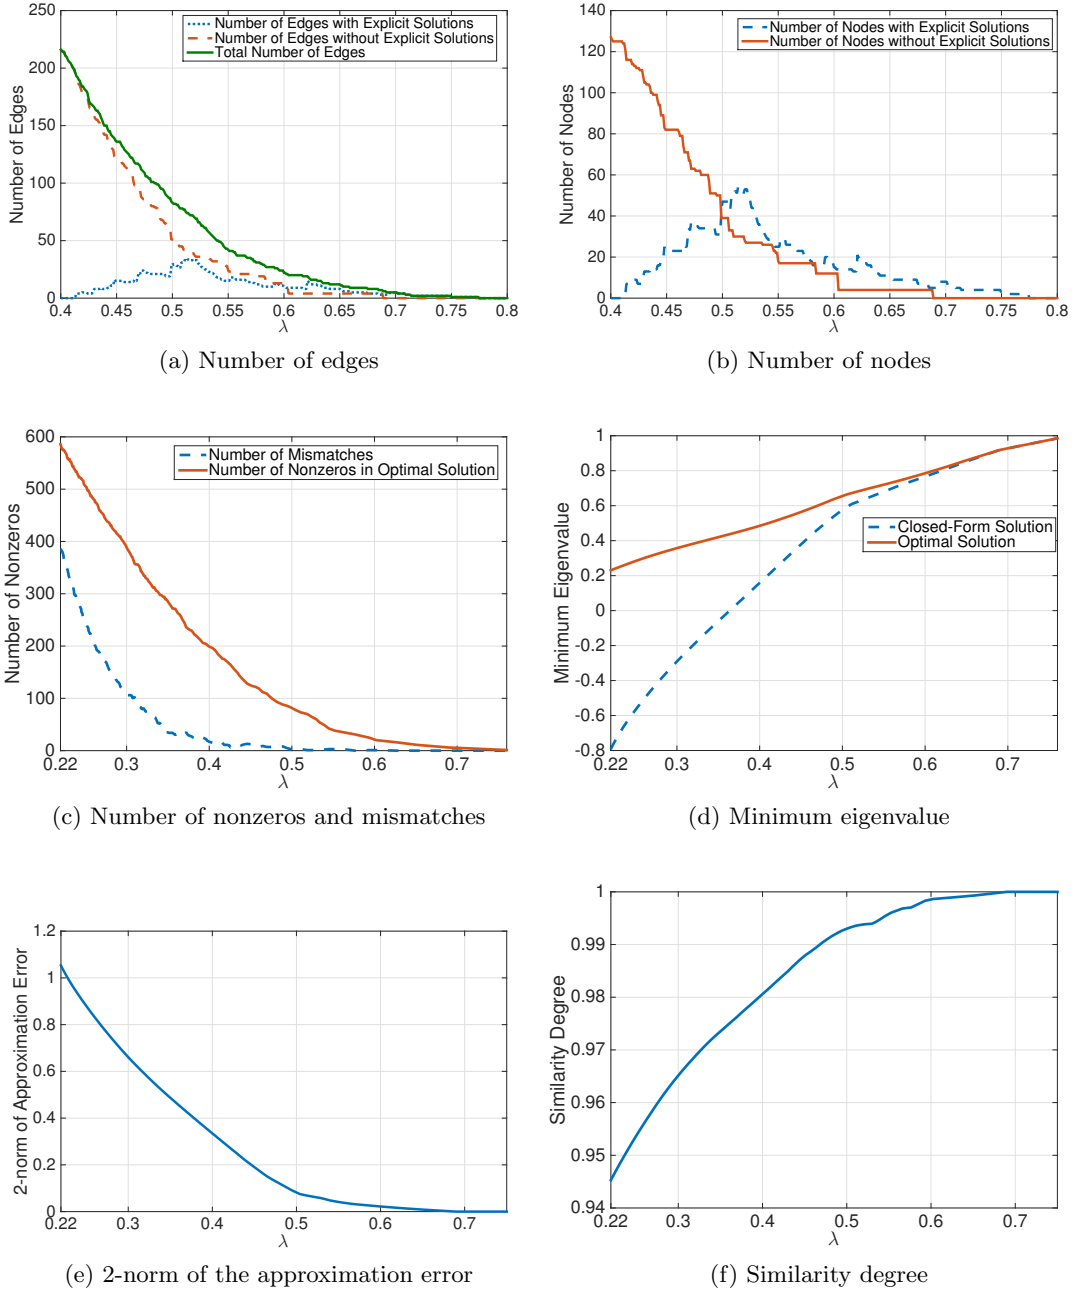 250
200
150
100
50
0
Number of Edges
Number of Edges with Explicit Solutions
Number of Edges without Explicit Solutions
Total Number of Edges
0.4 0.45 0.5 0.55 0.6 0.65 0.7 0.75 0.8
λ
(a) Number of edges
140
120
100
80
60
40
20
0
Number of Nodes
Number of Nodes with Explicit Solutions
Number of Nodes without Explicit Solutions
0.4 0.45 0.5 0.55 0.6 0.65 0.7 0.75 0.8
λ
(b) Number of nodes
600
500
400
300
200
100
0
Number of Nonzeros
Number of Mismatches
Number of Nonzeros in Optimal Solution
0.22 0.3 0.4 0.5 0.6 0.7
λ
(c) Number of nonzeros and mismatches
1
0.8
0.6
0.4
0.2
0
-0.2
-0.4
-0.6
-0.8
Minimum Eigenvalue
Closed-Form Solution
Optimal Solution
0.22 0.3 0.4 0.5 0.6 0.7
λ
(d) Minimum eigenvalue
1.2
1
0.8
0.6
0.4
0.2
0
2-norm of Approximation Error
0.22 0.3 0.4 0.5 0.6 0.7
λ
(e) 2-norm of the approximation error
1
0.99
0.98
0.97
0.96
0.95
0.94
Similarity Degree
0.22 0.3 0.4 0.5 0.6 0.7
λ
(f) Similarity degree